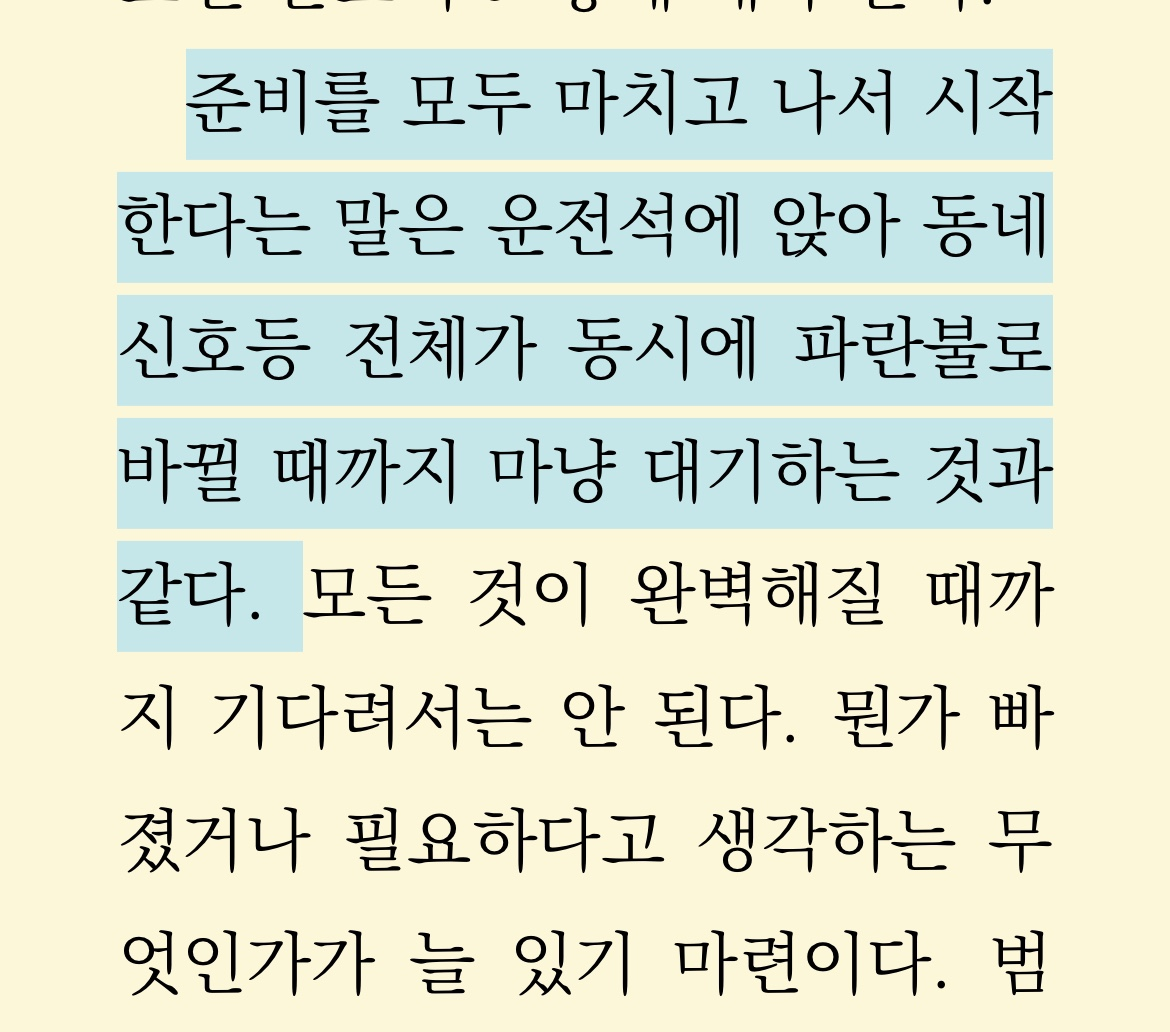 준비를 모두 마치고 나서 시작
한다는 말은 운전석에 앉아 동네
신호등 전체가 동시에 파란불로
바뀔 때까지 마냥 대기하는 것과
같다. 모든 것이 완벽해질 때까
지 기다려서는 안 된다. 뭔가 빠
졌거나 필요하다고 생각하는 무
엇인가가 늘 있기 마련이다. 범